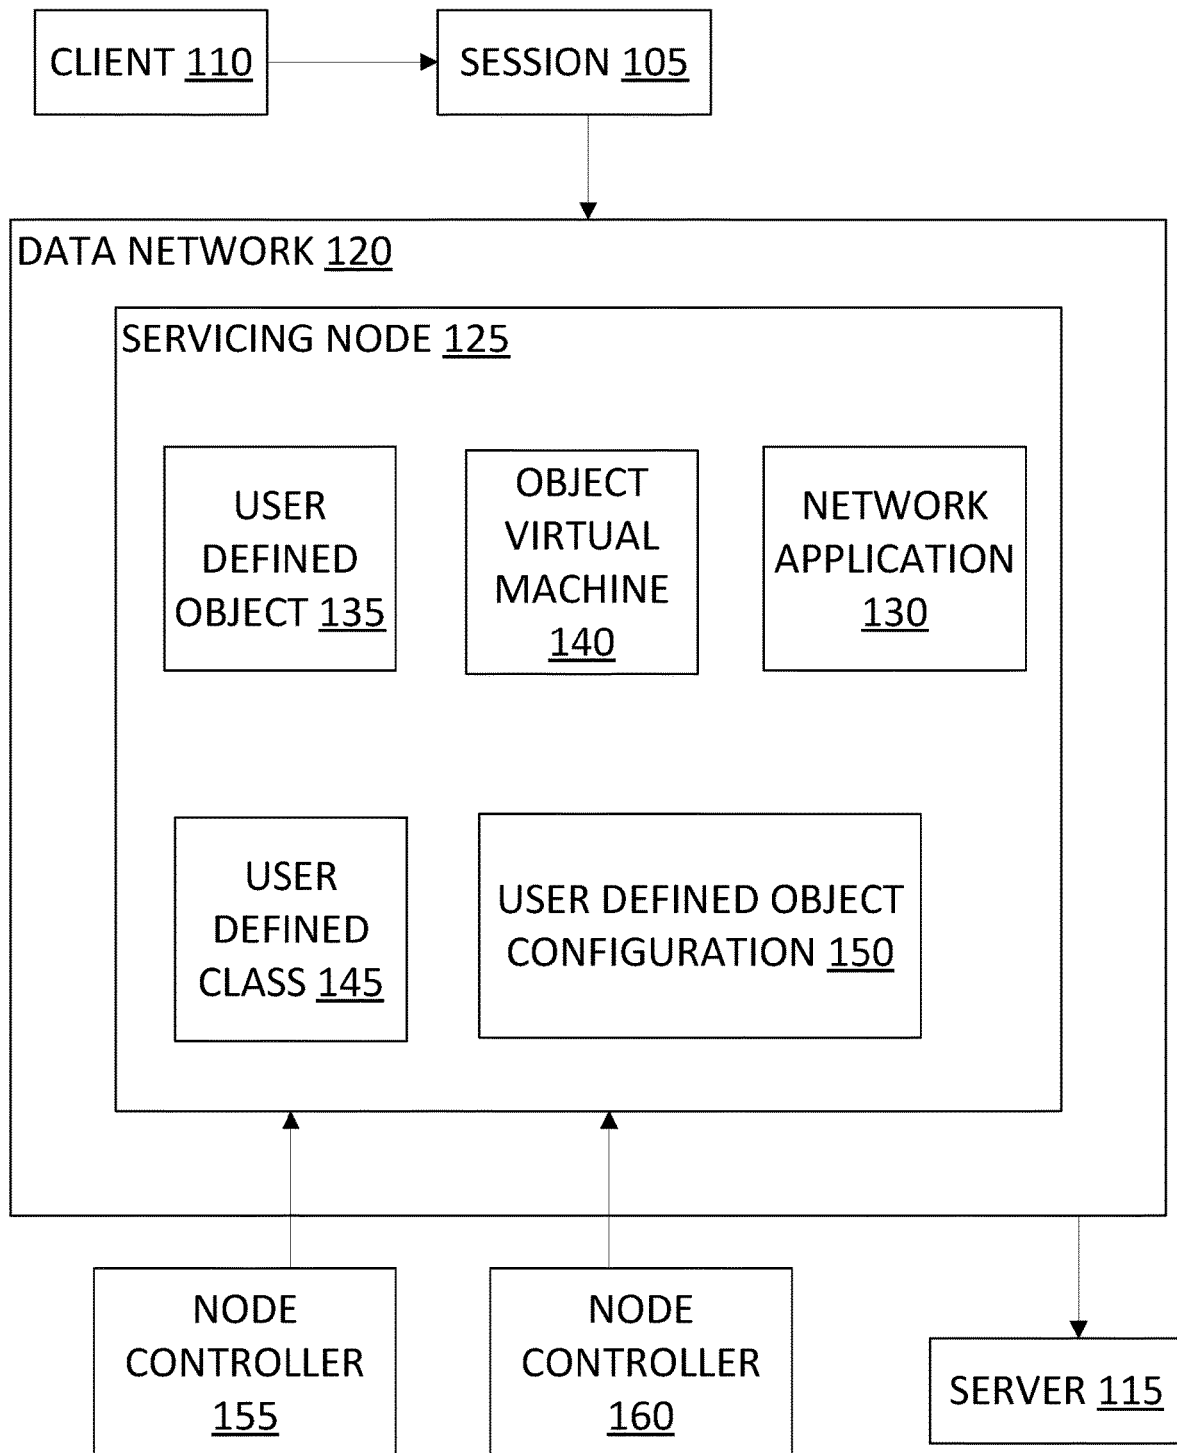 CLIENT 110
SESSION 105
DATA NETWORK 120
SERVICING NODE 125
USER
DEFINED
OBJECT 135
OBJECT
VIRTUAL
MACHINE
140
NETWORK
APPLICATION
130
USER
DEFINED
CLASS 145
USER DEFINED OBJECT
CONFIGURATION 150
NODE
CONTROLLER
155
NODE
CONTROLLER
160
SERVER 115